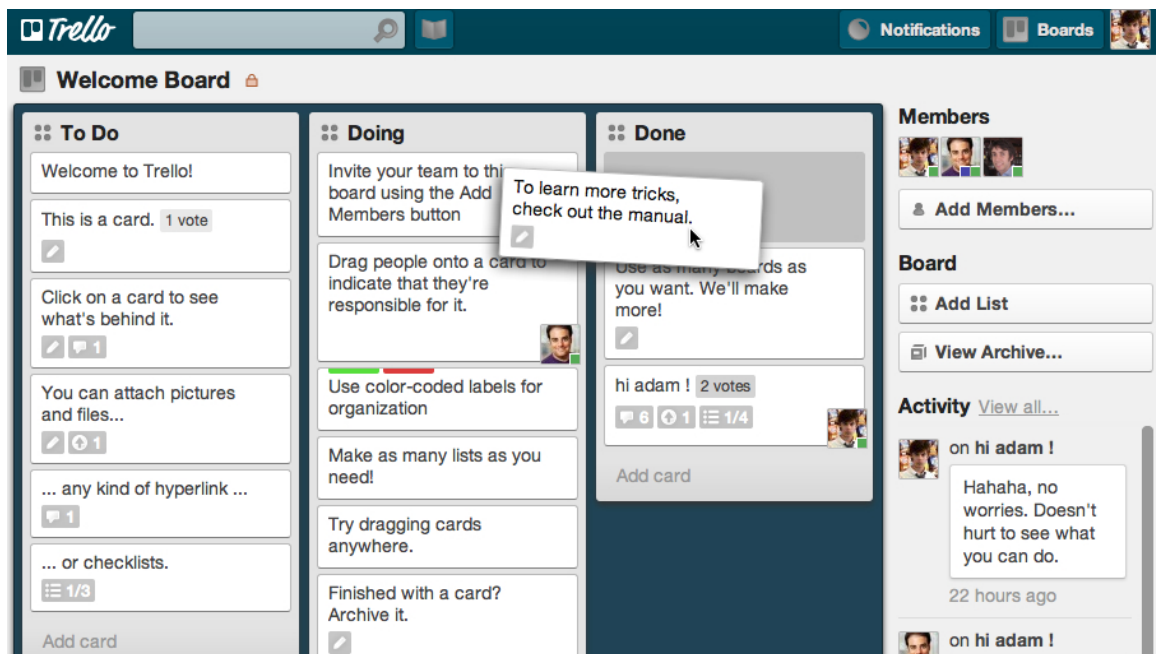 Trello
Notifications
Boards
Welcome Board
To Do
Welcome to Trello!
This is a card. 1 vote
Click on a card to see
what's behind it.
1
You can attach pictures
and files...
1
... any kind of hyperlink ...
1
... or checklists.
1/3
Add card
Doing
Invite your team to this
board using the Add
Members button
Drag people onto a card to
indicate that they're
responsible for it.
Use color-coded labels for
organization
Make as many lists as you
need!
Try dragging cards
anywhere.
Finished with a card?
Archive it.
To learn more tricks,
check out the manual.
Done
Use as many boards as
you want. We'll make
more!
hi adam ! 2 votes
6 1 1/4
Add card
Members
Add Members...
Board
Add List
View Archive...
Activity View all...
on hi adam !
Hahaha, no
worries. Doesn't
hurt to see what
you can do.
22 hours ago
on hi adam !